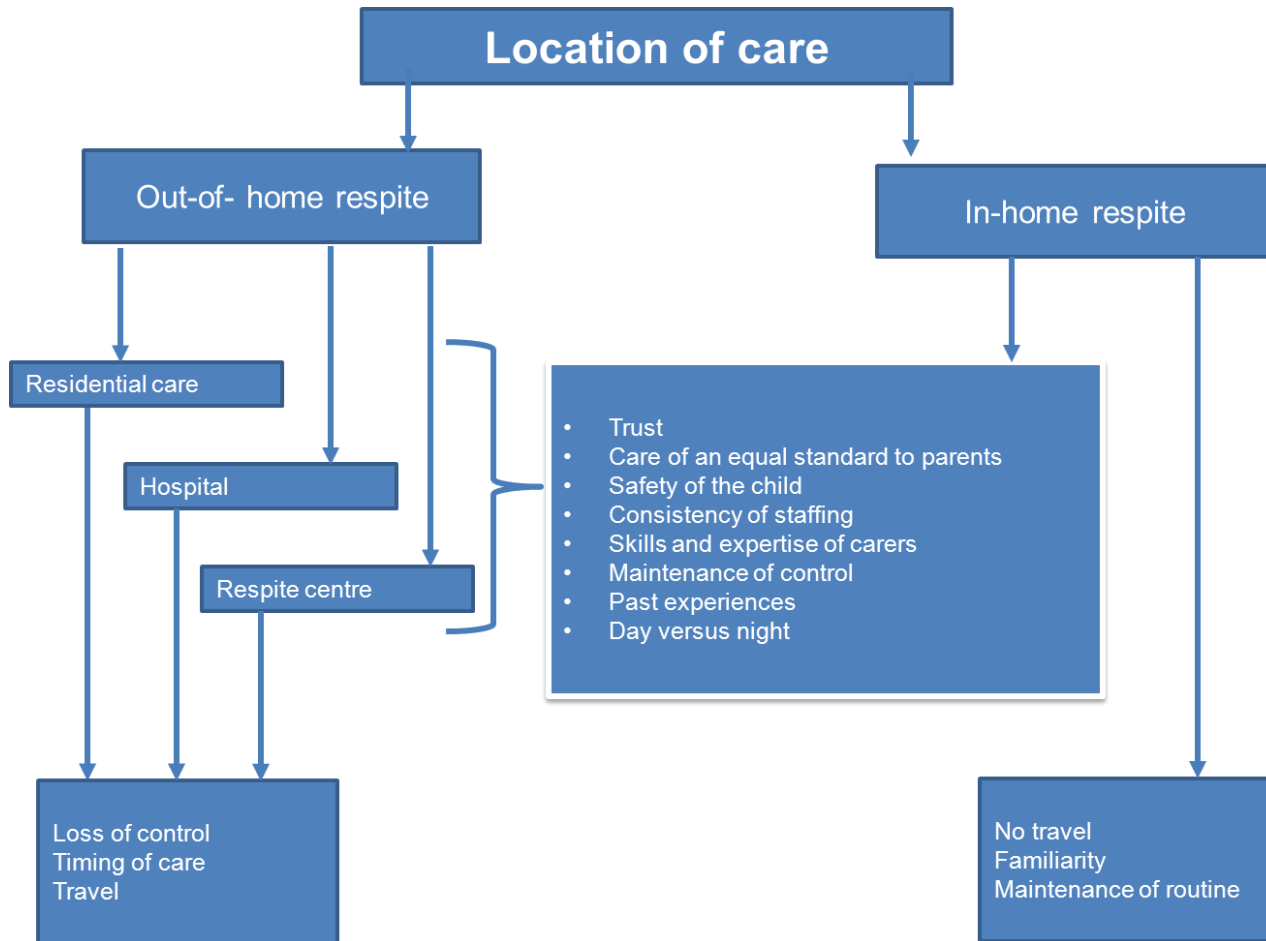 Location of care
Out-of- home respite
In-home respite
Residential care
Hospital
Respite centre
• Trust
• Care of an equal standard to parents
• Safety of the child
• Consistency of staffing
• Skills and expertise of carers
• Maintenance of control
• Past experiences
• Day versus night
Loss of control
Timing of care
Travel
No travel
Familiarity
Maintenance of routine